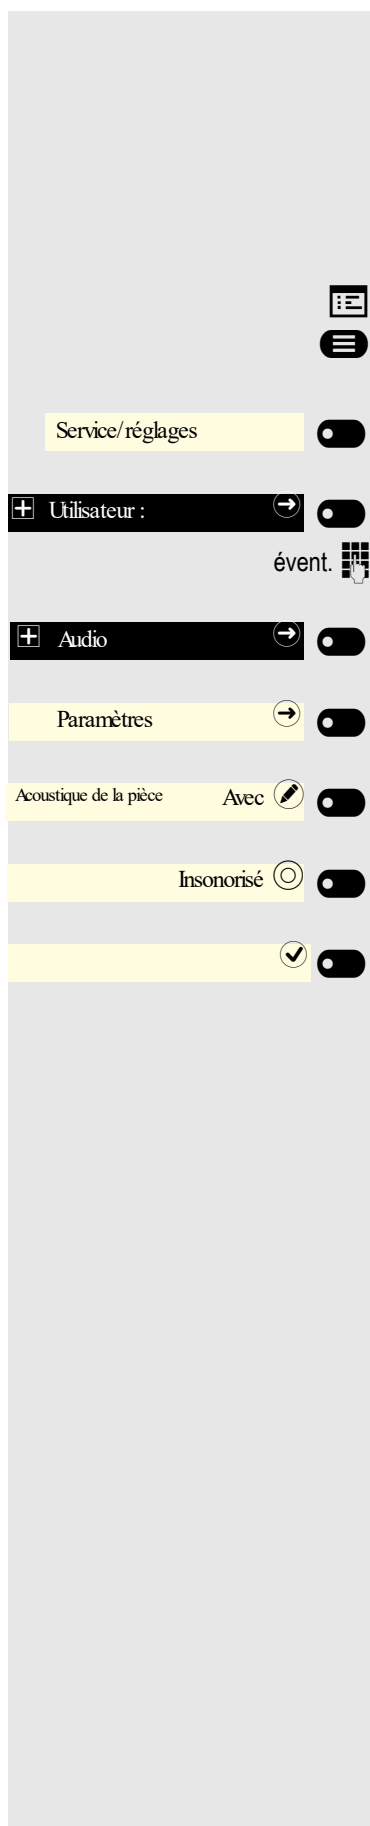 Service/réglages
Utilisateur :
évent.
Audio
Paramètres
Acoustique de la pièce Avec
Insonorisé